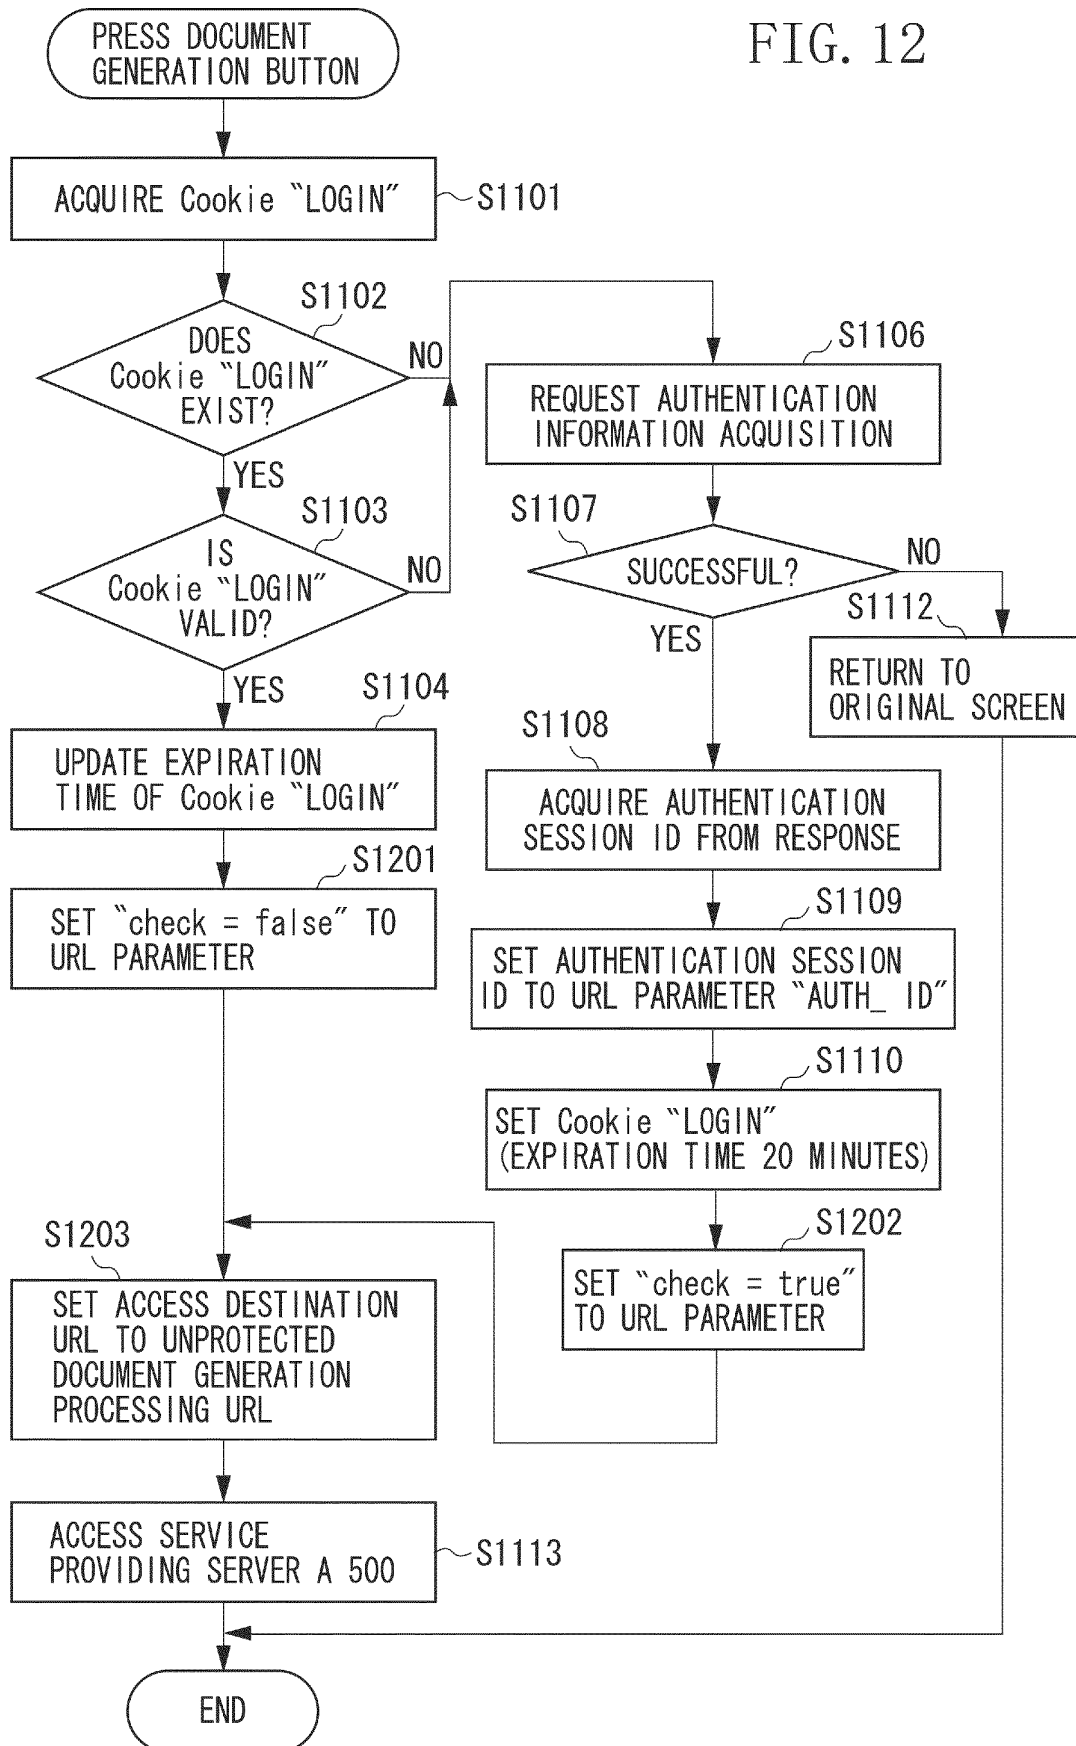 FIG. 12
PRESS DOCUMENT
GENERATION BUTTON
ACQUIRE Cookie “LOGIN”
S1101
S1102
DOES
Cookie “LOGIN”
EXIST?
NO
YES
S1103
IS
Cookie “LOGIN”
VALID?
NO
YES
S1104
UPDATE EXPIRATION
TIME OF Cookie “LOGIN”
S1201
SET “check = false” TO
URL PARAMETER
S1106
REQUEST AUTHENTICATION
INFORMATION ACQUISITION
S1107
SUCCESSFUL?
NO
YES
S1112
RETURN TO
ORIGINAL SCREEN
S1108
ACQUIRE AUTHENTICATION
SESSION ID FROM RESPONSE
S1109
SET AUTHENTICATION SESSION
ID TO URL PARAMETER “AUTH_ ID”
S1110
SET Cookie “LOGIN”
(EXPIRATION TIME 20 MINUTES)
S1202
SET “check = true”
TO URL PARAMETER
S1203
SET ACCESS DESTINATION
URL TO UNPROTECTED
DOCUMENT GENERATION
PROCESSING URL
ACCESS SERVICE
PROVIDING SERVER A 500
S1113
END